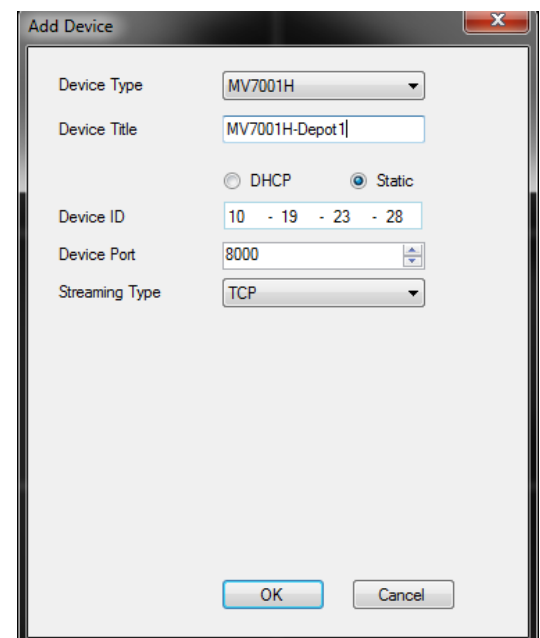 Add Device
Device Type MV7001H
Device Title MV7001H-Depot1
DHCP Static
Device ID 10 - 19 - 23 - 28
Device Port 8000
Streaming Type TCP
OK Cancel